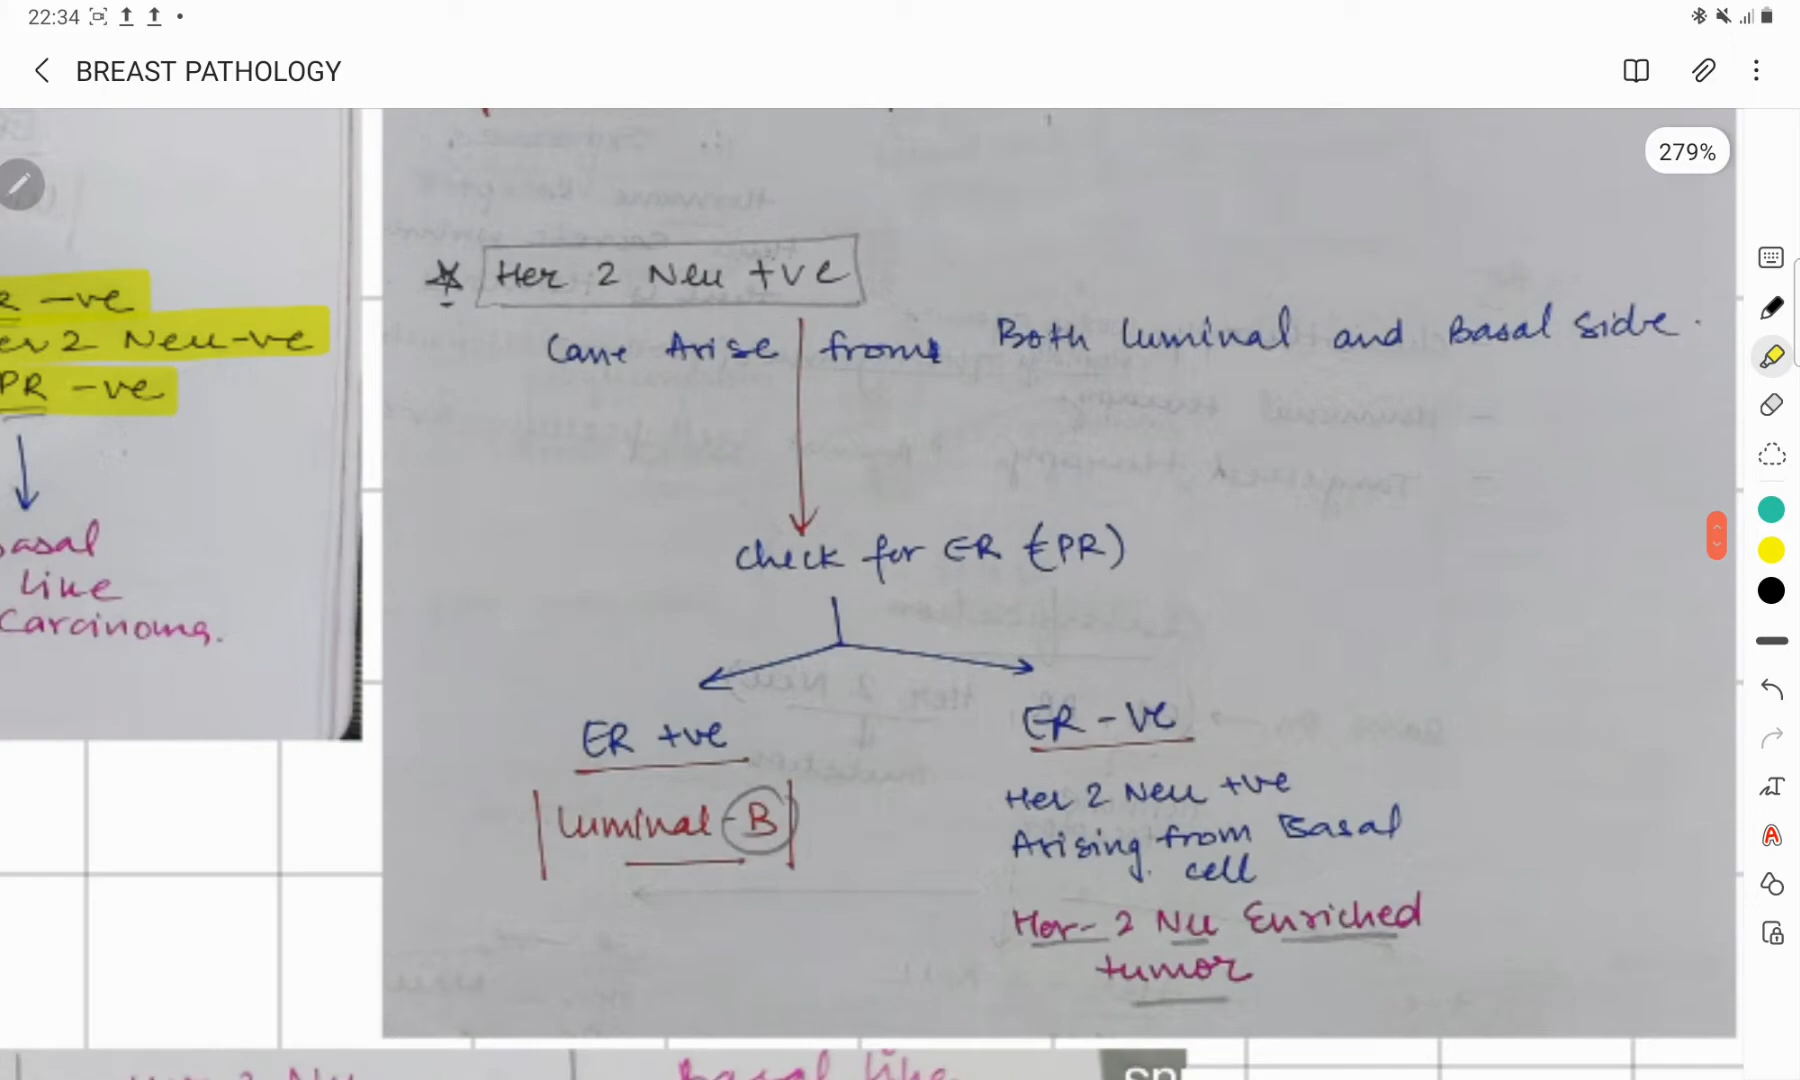 22:34
BREAST PATHOLOGY
279%
R -ve
er 2 Neu-ve
PR -ve
asal
like
Carcinoma.
Her 2 Neu +ve
Cane Arise from
Both luminal and Basal side.
Check for ER (PR)
ER +ve
luminal -B
ER -ve
Her 2 Neu +ve
Arising from Basal
cell
Her- 2 Nu Enriched
tumor
Basal like